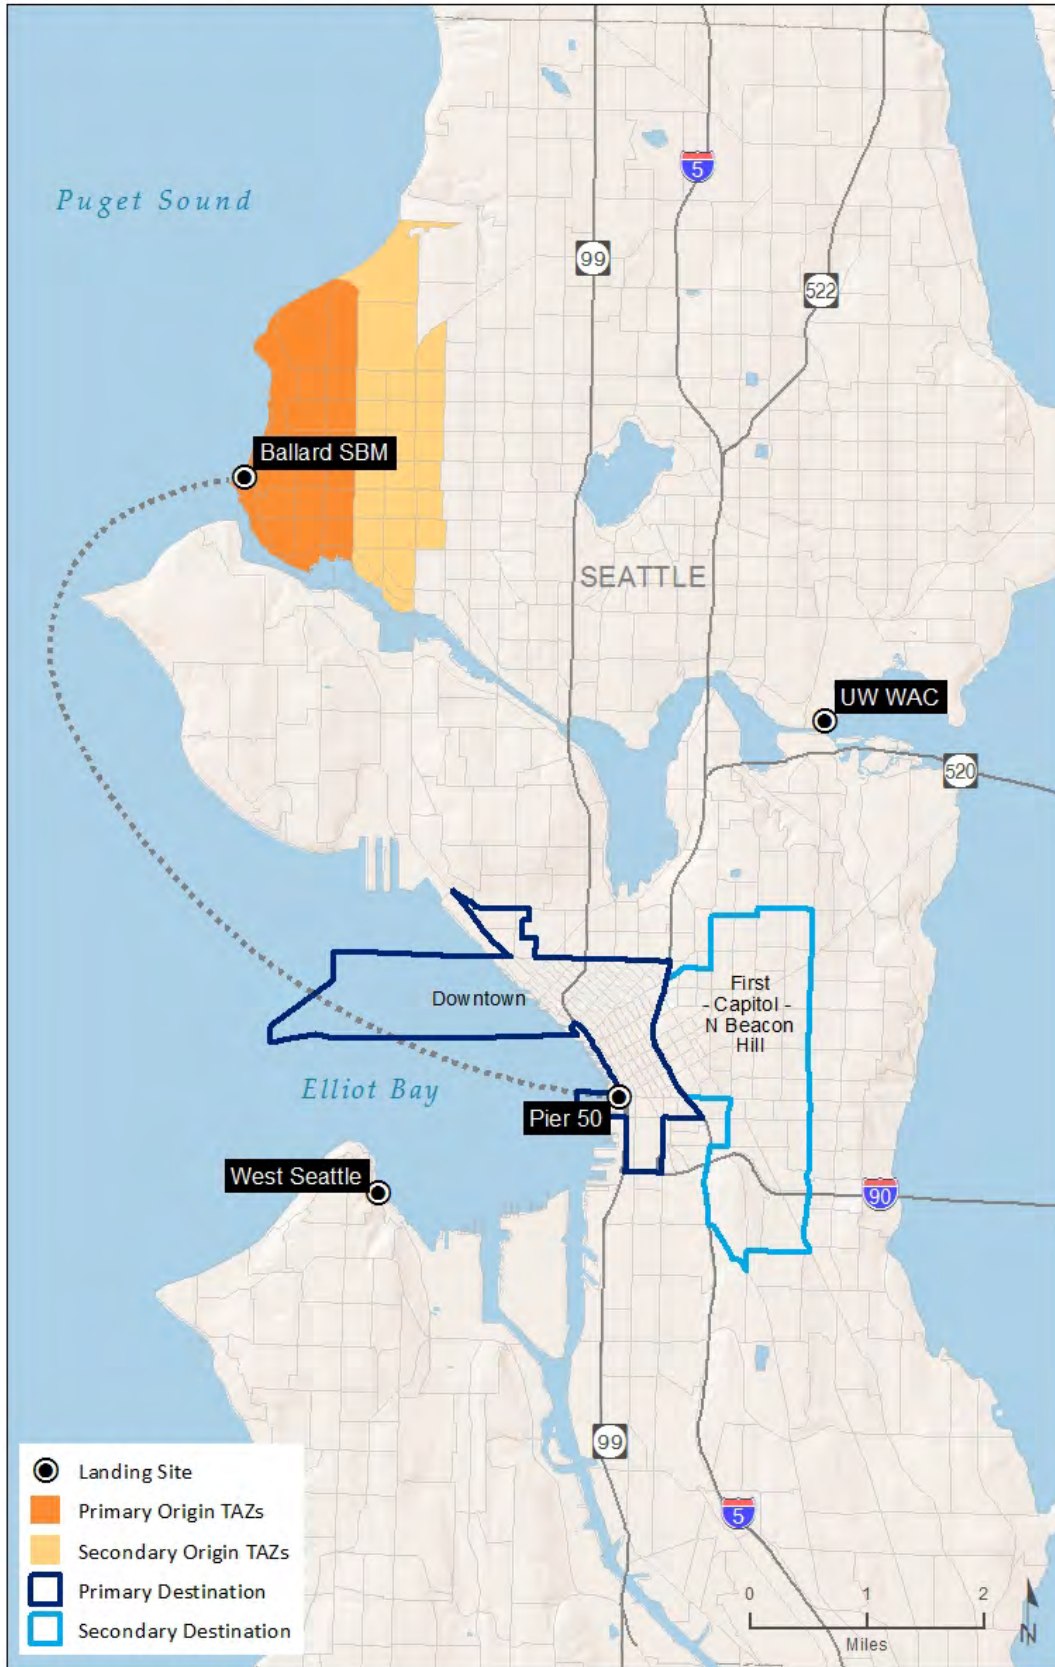 5
Puget Sound
99
522
Ballard SBM
SEATTLE
UW WAC
520
Downtown
First
- Capitol -
N Beacon
Hill
Elliot Bay
Pier 50
West Seattle
90
99
5
Landing Site
Primary Origin TAZs
Secondary Origin TAZs
Primary Destination
Secondary Destination
0 1 2
Miles
N